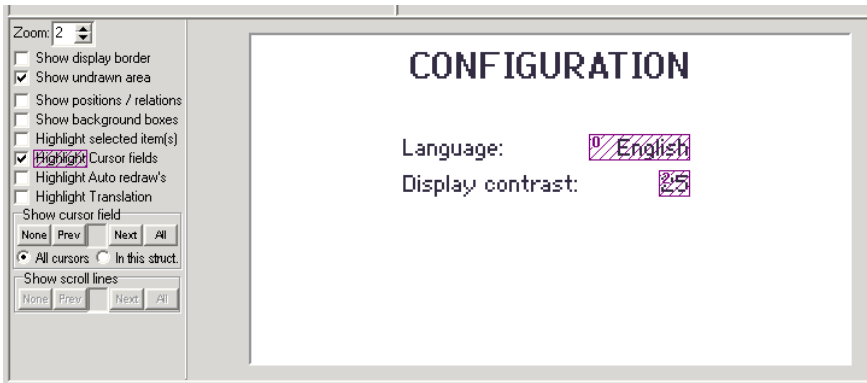 Zoom: 2
Show display border
Show undrawn area
Show positions / relations
Show background boxes
Highlight selected item(s)
Highlight Cursor fields
Highlight Auto redraw's
Highlight Translation
Show cursor field
None Prev Next All
All cursors In this struct.
Show scroll lines
None Prev Next All
CONFIGURATION
Language: 0 English
Display contrast: 25